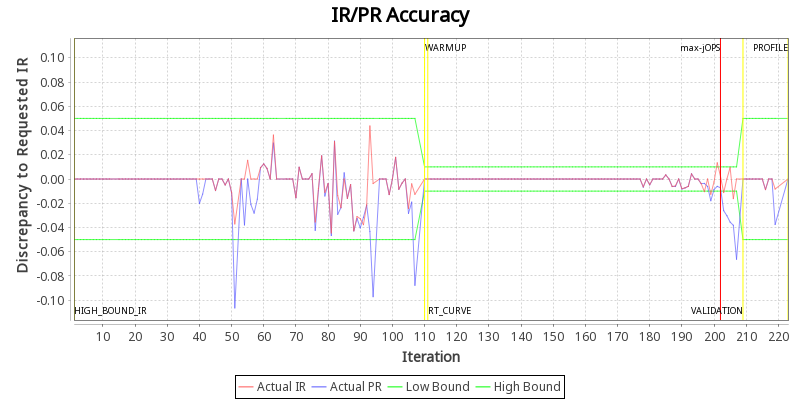 IR/PR Accuracy
Discrepancy to Requested IR
0.10
0.08
0.06
0.04
0.02
0.00
-0.02
-0.04
-0.06
-0.08
-0.10
WARMUP
max-jOPS
PROFILE
HIGH_BOUND_IR
RT_CURVE
VALIDATION
10 20 30 40 50 60 70 80 90 100 110 120 130 140 150 160 170 180 190 200 210 220
Iteration
Actual IR Actual PR Low Bound High Bound